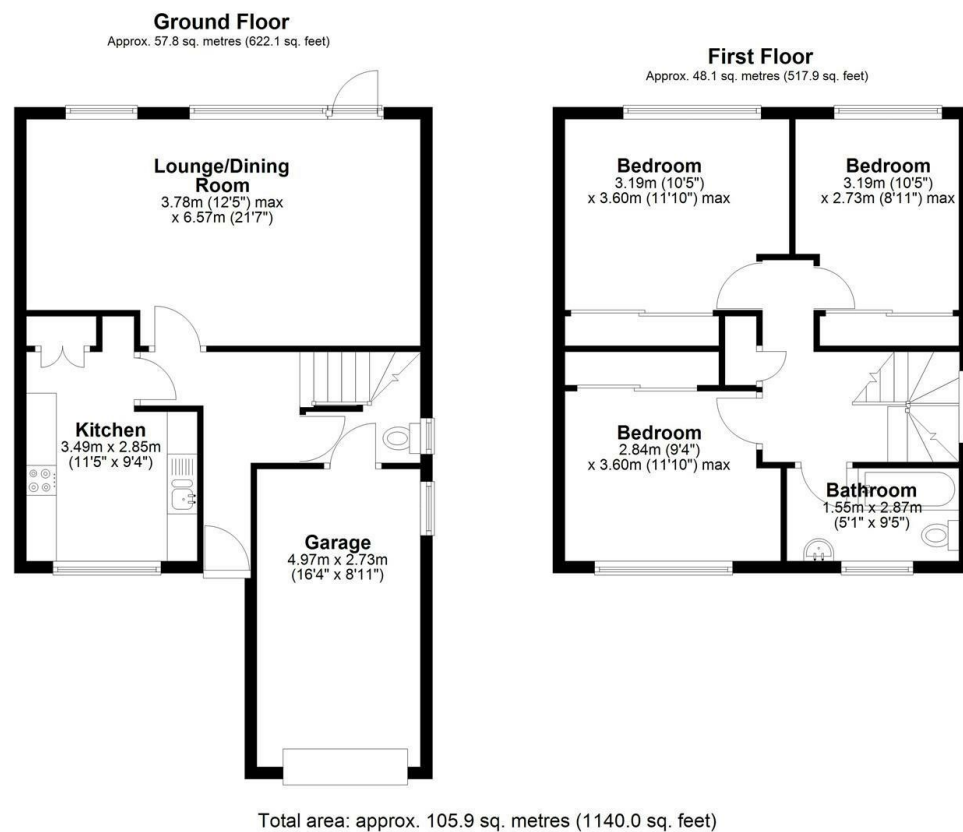 Ground Floor
Approx. 57.8 sq. metres (622.1 sq. feet)
Lounge/Dining
Room
3.78m (12'5") max
x 6.57m (21'7")
Kitchen
3.49m x 2.85m
(11'5" x 9'4")
Garage
4.97m x 2.73m
(16'4" x 8'11")
First Floor
Approx. 48.1 sq. metres (517.9 sq. feet)
Bedroom
3.19m (10'5")
x 3.60m (11'10") max
Bedroom
3.19m (10'5")
x 2.73m (8'11") max
Bedroom
2.84m (9'4")
x 3.60m (11'10") max
Bathroom
1.55m x 2.87m
(5'1" x 9'5")
Total area: approx. 105.9 sq. metres (1140.0 sq. feet)